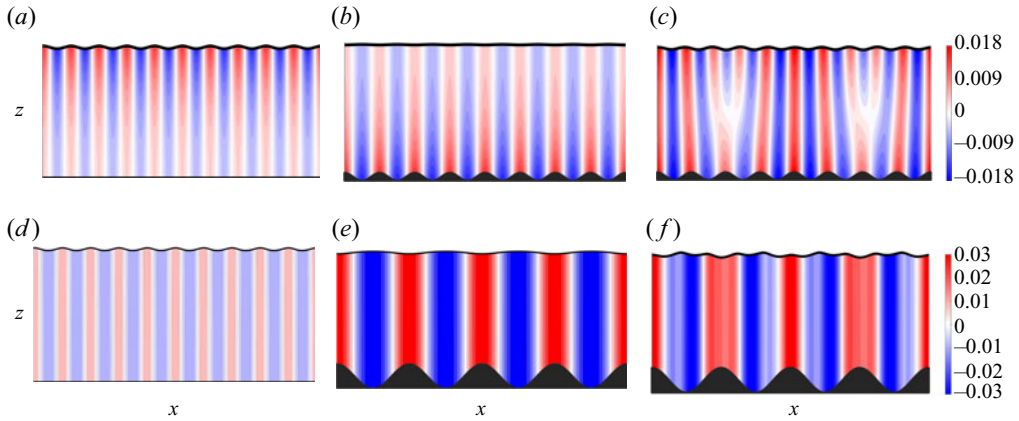 (a) (b) (c)
0.018
0.009
z 0
–0.009
–0.018
(d) (e) (f)
0.03
0.02
0.01
z 0
–0.01
–0.02
–0.03
x x x